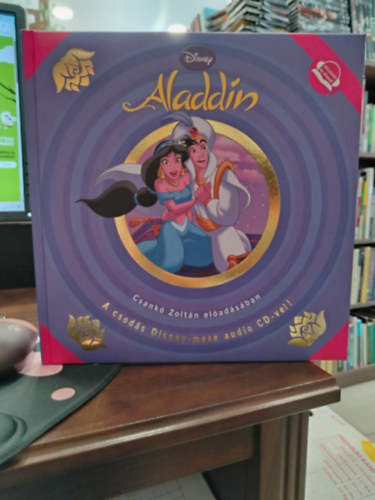 Disney
Aladdin
Csankó Zoltán előadásában
A csodás Disney-mese audio CD-vel!